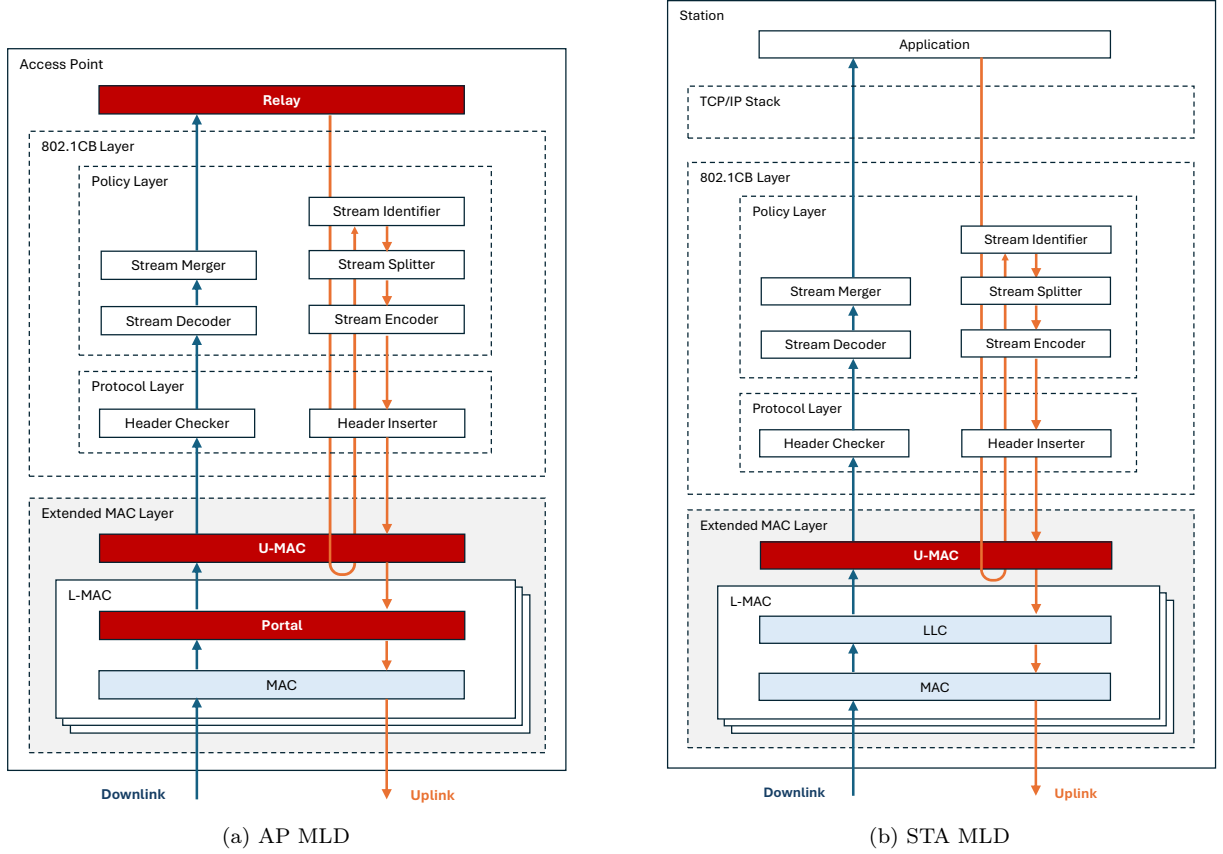 Access Point
Relay
802.1CB Layer
Policy Layer
Stream Identifier
Stream Merger
Stream Splitter
Stream Decoder
Stream Encoder
Protocol Layer
Header Checker
Header Inserter
Extended MAC Layer
U-MAC
L-MAC
Portal
MAC
Downlink
Uplink
(a) AP MLD
Station
Application
TCP/IP Stack
802.1CB Layer
Policy Layer
Stream Identifier
Stream Merger
Stream Splitter
Stream Decoder
Stream Encoder
Protocol Layer
Header Checker
Header Inserter
Extended MAC Layer
U-MAC
L-MAC
LLC
MAC
Downlink
Uplink
(b) STA MLD